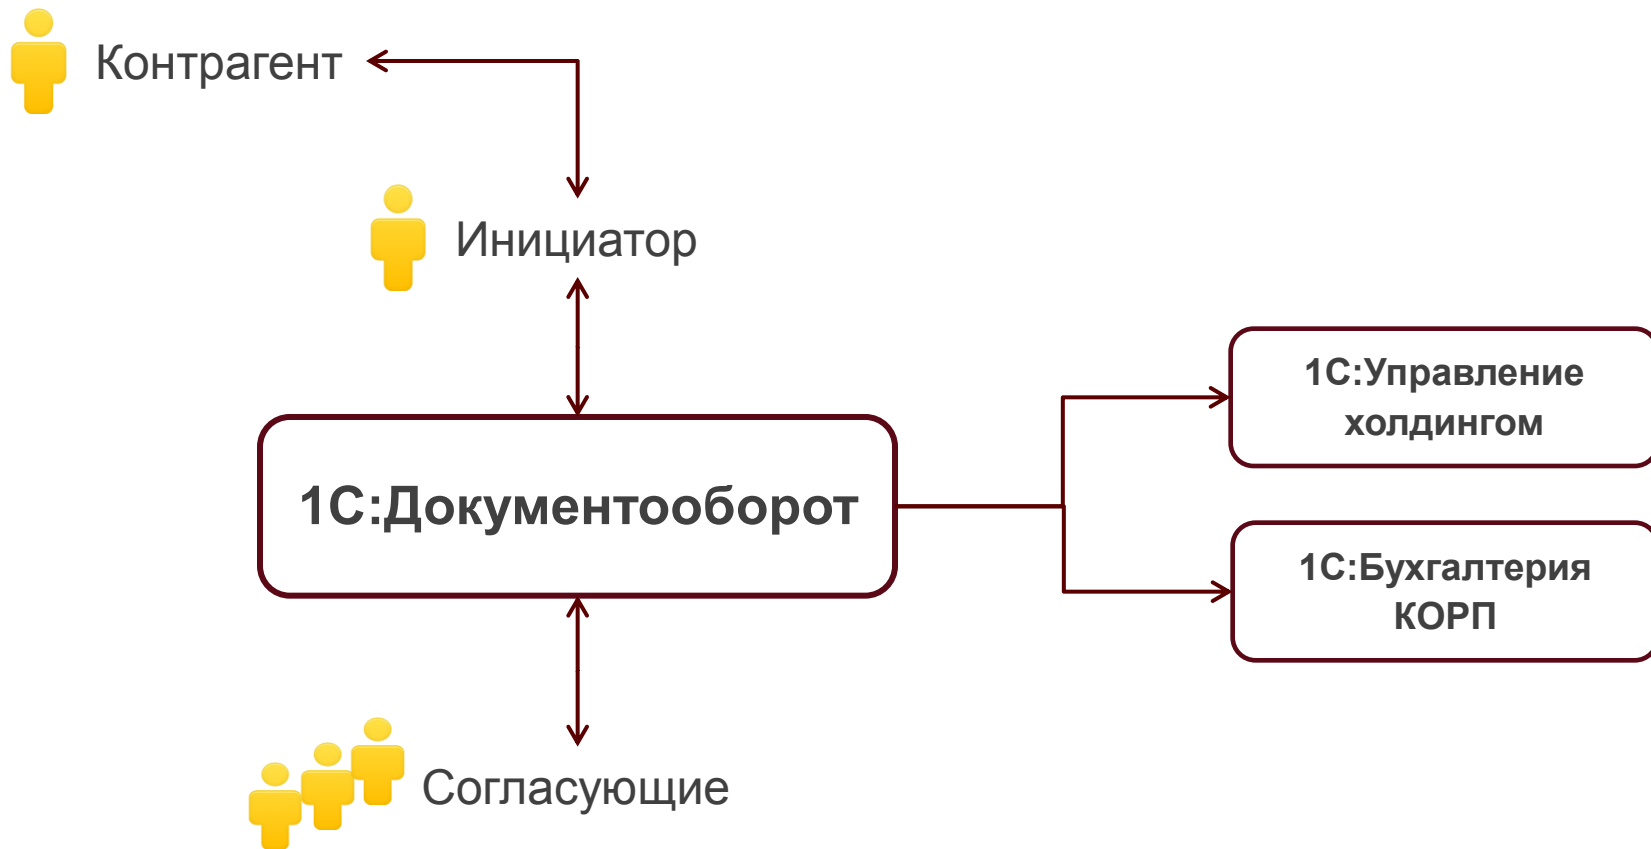 Контрагент
Инициатор
1С:Управление
холдингом
1С:Документооборот
1С:Бухгалтерия
КОРП
Согласующие